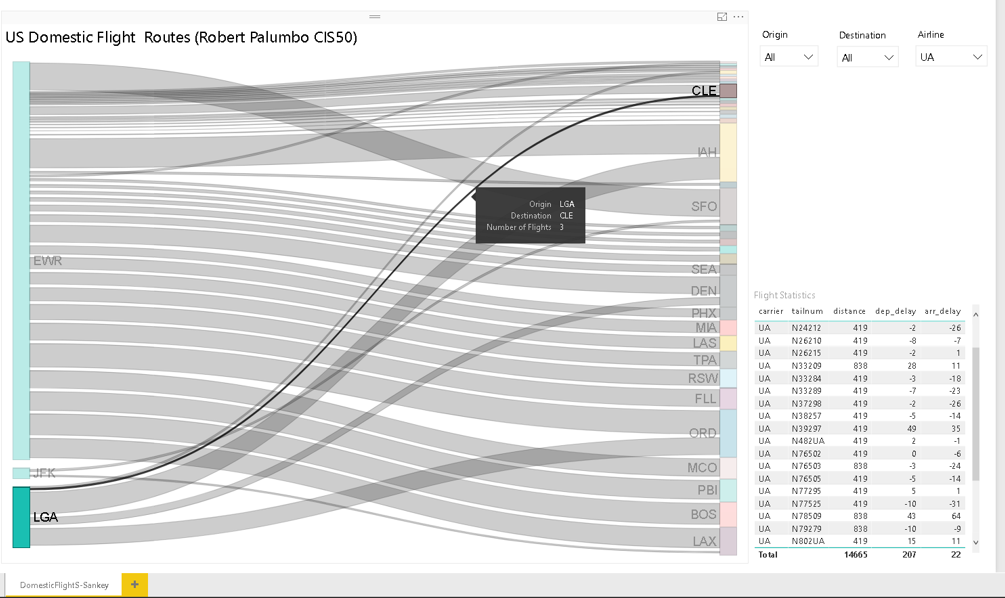 US Domestic Flight Routes (Robert Palumbo CIS50)
Origin
Destination
Airline
All
All
UA
CLE
IAH
SFO
EWR
SEA
DEN
PHX
MIA
LAS
TPA
RSW
FLL
ORD
MCO
PBI
BOS
LAX
JFK
LGA
Origin LGA
Destination CLE
Number of Flights 3
Flight Statistics
carrier tailnum distance dep_delay arr_delay
UA N24212 419 -2 -26
UA N26210 419 -8 -7
UA N26215 419 -2 1
UA N33209 838 28 11
UA N33284 419 -3 -18
UA N33289 419 -7 -23
UA N37298 419 -2 -26
UA N38257 419 -5 -14
UA N39297 419 49 35
UA N482UA 419 2 -1
UA N76502 419 0 -6
UA N76503 838 -3 -24
UA N76505 419 -5 -14
UA N77295 419 5 1
UA N77525 419 -10 -31
UA N78509 838 43 64
UA N79279 838 -10 -9
UA N802UA 419 15 11
Total 14665 207 22
DomesticFlightS-Sankey
+